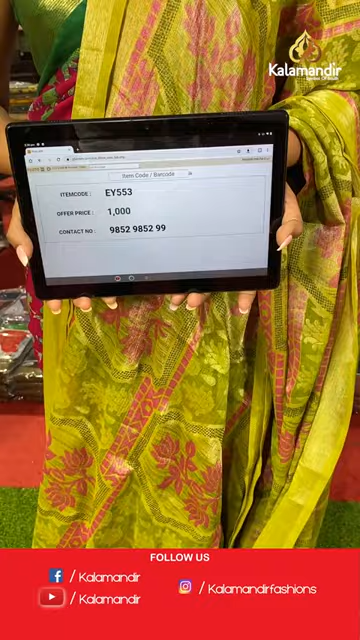 Kalamandir
Item Code / Barcode
ITEMCODE : EY553
OFFER PRICE : 1,000
CONTACT NO : 9852 9852 99
FOLLOW US
/ Kalamandir
/ Kalamandirfashions
/ Kalamandir